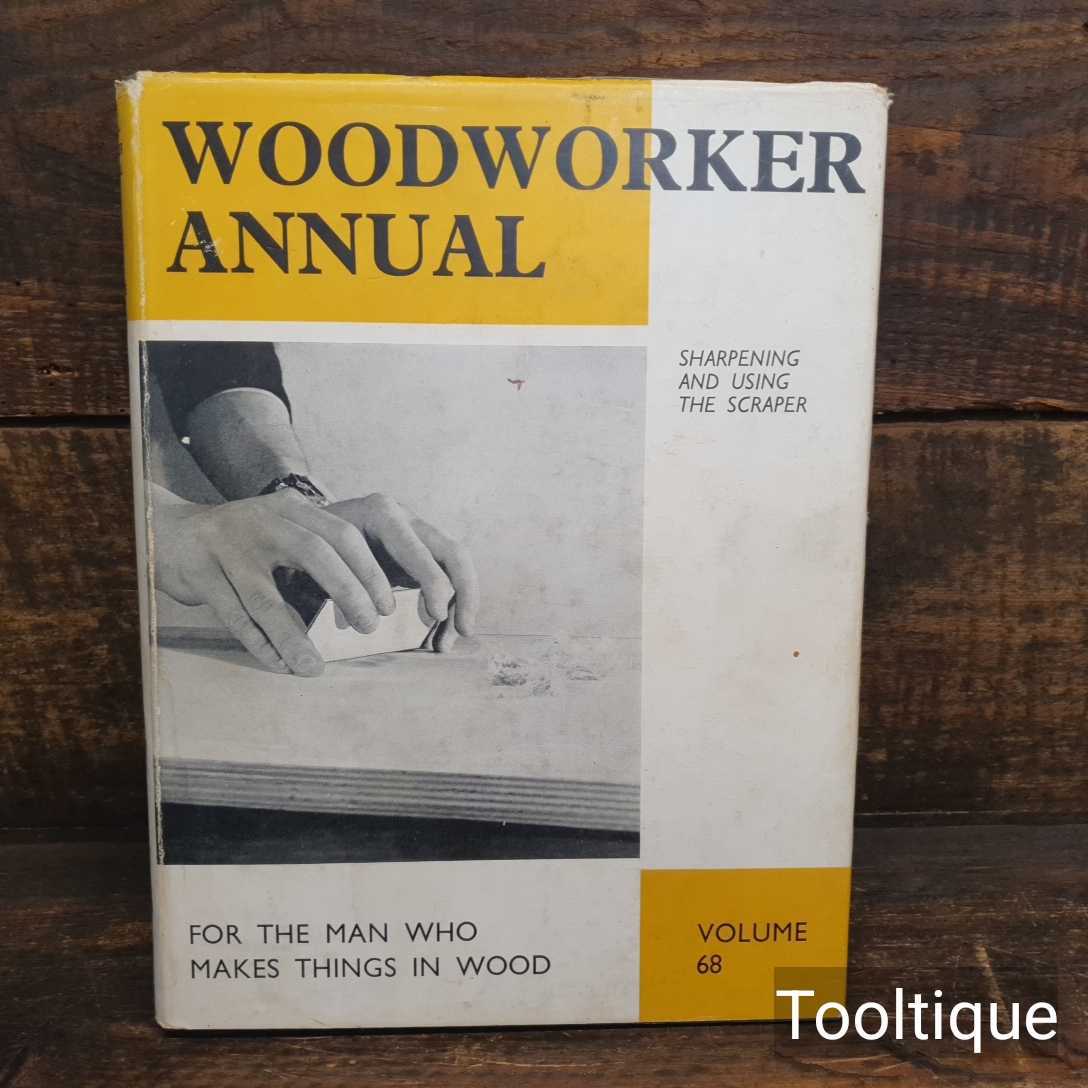 WOODWORKER
ANNUAL
SHARPENING
AND USING
THE SCRAPER
FOR THE MAN WHO
MAKES THINGS IN WOOD
VOLUME
68
Tooltique